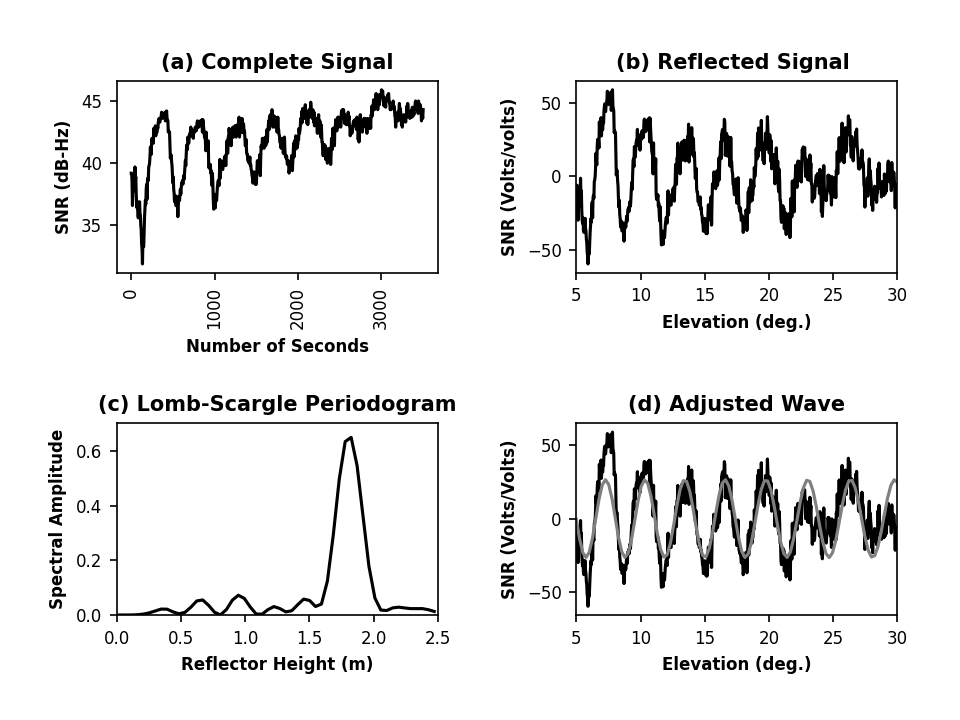 (a) Complete Signal
SNR (dB-Hz)
45
40
35
0
1000
2000
3000
Number of Seconds
(b) Reflected Signal
SNR (Volts/volts)
50
0
−50
5 10 15 20 25 30
Elevation (deg.)
(c) Lomb-Scargle Periodogram
Spectral Amplitude
0.6
0.4
0.2
0.0
0.0 0.5 1.0 1.5 2.0 2.5
Reflector Height (m)
(d) Adjusted Wave
SNR (Volts/Volts)
50
0
−50
5 10 15 20 25 30
Elevation (deg.)